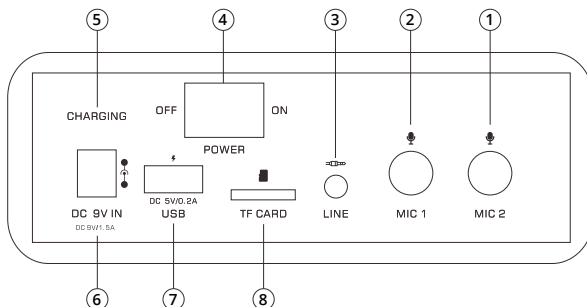 5 4 3 2 1
CHARGING
OFF ON
POWER
DC 9V IN
DC 9V/1.5A
DC 5V/0.2A
USB
TF CARD
LINE
MIC 1
MIC 2
6 7 8